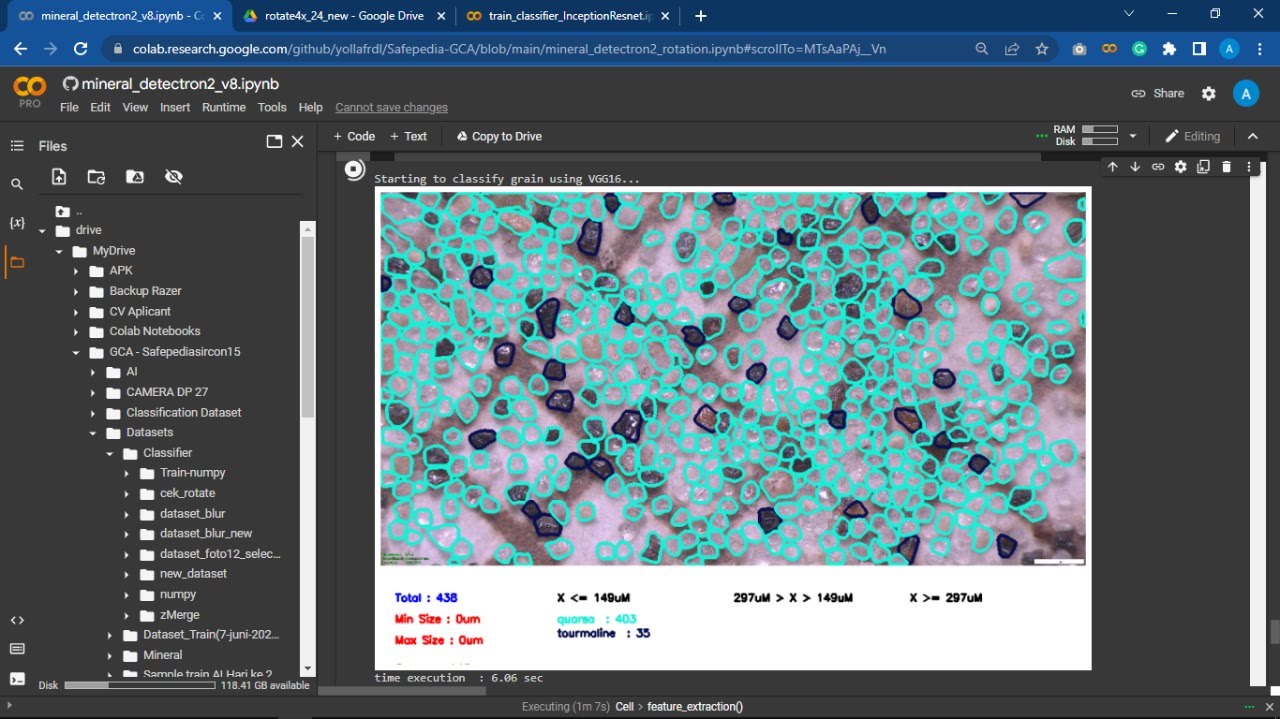 mineral_detectron2_v8.ipynb - Co
rotate4x_24_new - Google Drive
train_classifier_InceptionResnet.ip
colab.research.google.com/github/yollafrdl/Safepedia-GCA/blob/main/mineral_detectron2_rotation.ipynb#scrollTo=MTsAaPAj__Vn
A
PRO
mineral_detectron2_v8.ipynb
File Edit View Insert Runtime Tools Help Cannot save changes
Share
A
Files
+ Code + Text Copy to Drive
RAM
Disk
Editing
..
drive
MyDrive
APK
Backup Razer
CV Aplicant
Colab Notebooks
GCA - Safepediasircon15
AI
CAMERA DP 27
Classification Dataset
Datasets
Classifier
Train-numpy
cek_rotate
dataset_blur
dataset_blur_new
dataset_foto12_selec...
new_dataset
numpy
zMerge
Dataset_Train(7-juni-202...
Mineral
Sample train AI Hari ke 2
Disk 118.41 GB available
Starting to classify grain using VGG16...
Total : 438 X <= 149uM 297uM > X > 149uM X >= 297uM
Min Size : 0um quarsa : 403
Max Size : 0um tourmaline : 35
time execution : 6.06 sec
Executing (1m 7s) Cell > feature_extraction()